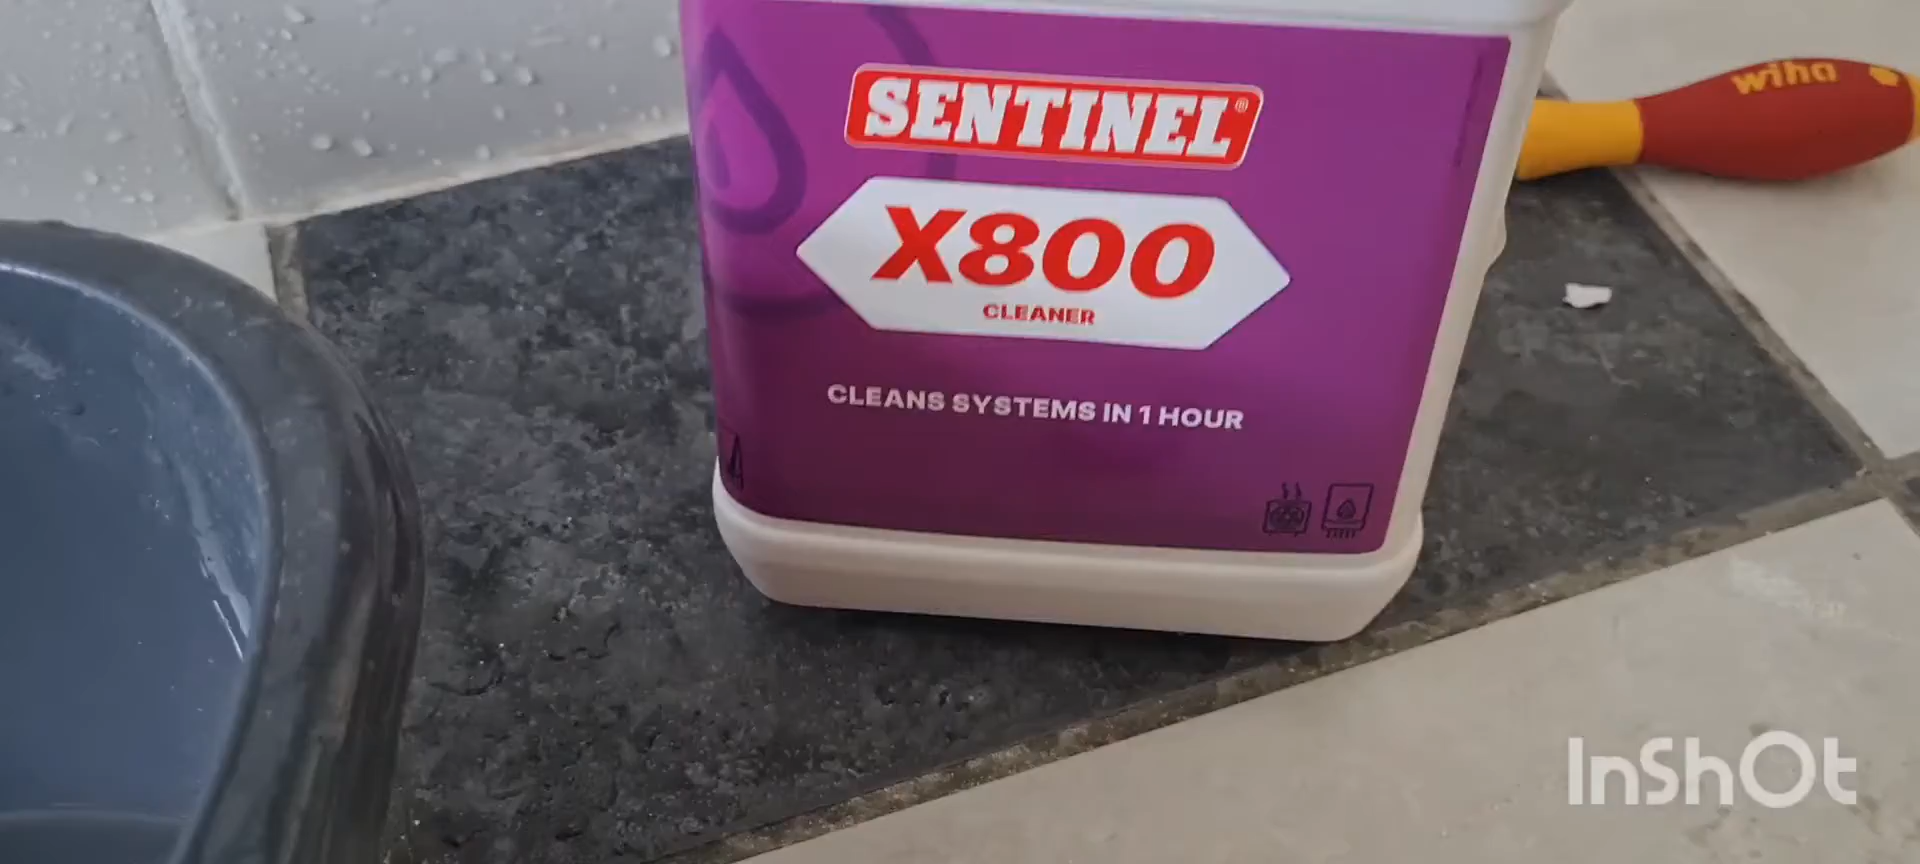 SENTINEL®
X800
CLEANER
CLEANS SYSTEMS IN 1 HOUR
wiha
InShOt